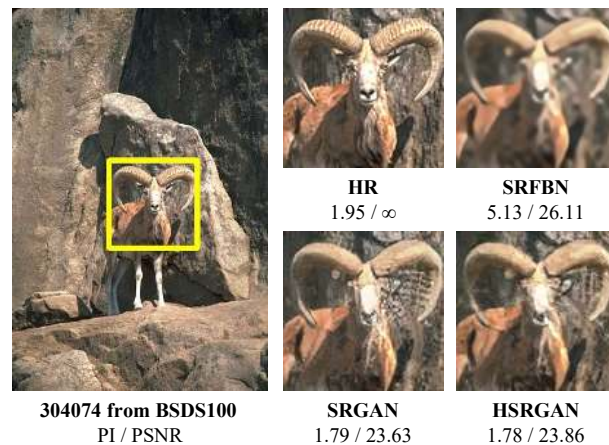 HR
1.95 / ∞
SRFBN
5.13 / 26.11
304074 from BSDS100
PI / PSNR
SRGAN
1.79 / 23.63
HSRGAN
1.78 / 23.86